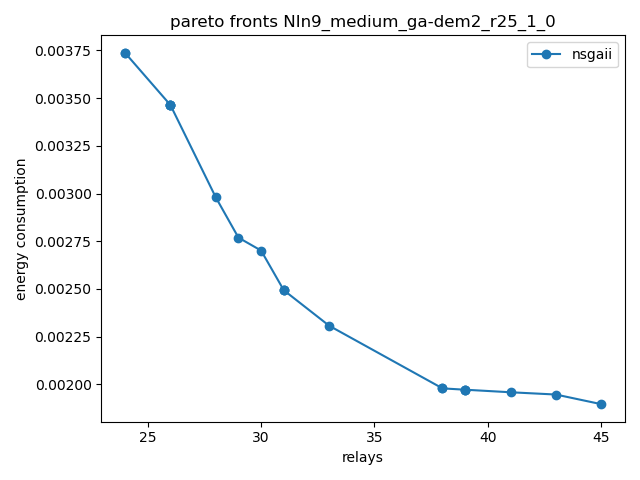 pareto fronts NIn9_medium_ga-dem2_r25_1_0
nsgaii
energy consumption
0.00375
0.00350
0.00325
0.00300
0.00275
0.00250
0.00225
0.00200
25 30 35 40 45
relays